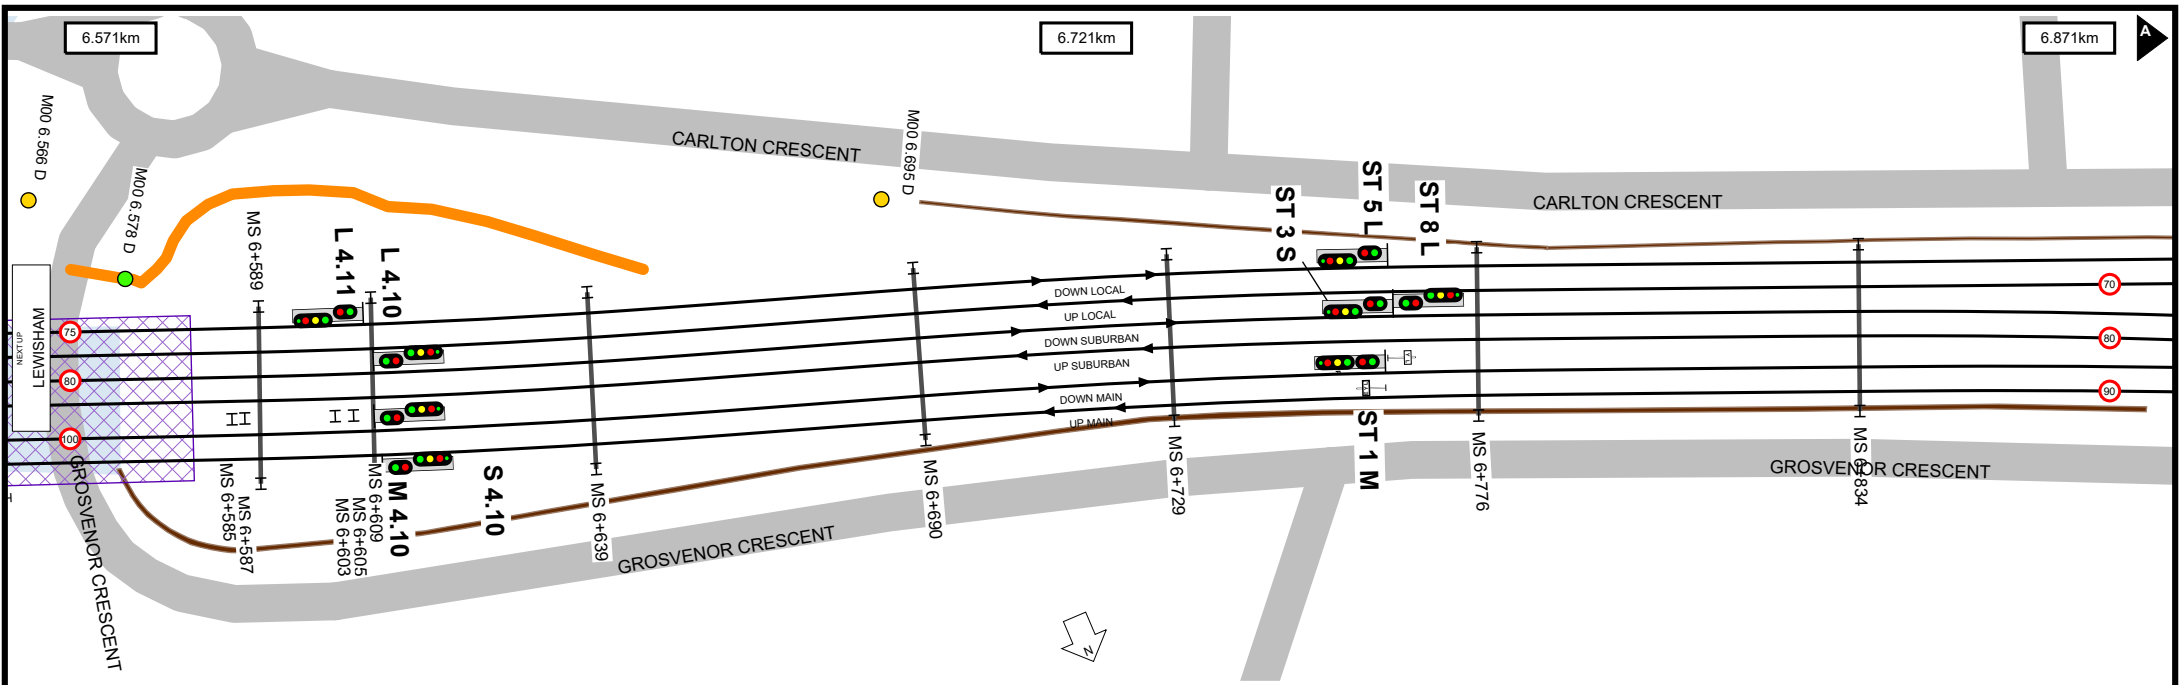 6.571km
6.721km
6.871km
A
M00 6.566 D
M00 6.578 D
M00 6.695 D
CARLTON CRESCENT
CARLTON CRESCENT
MS 6+589
L 4.11
L 4.10
ST 3 S
ST 5 L
ST 8 L
NEXT UP
LEWISHAM
75
80
100
70
80
90
DOWN LOCAL
UP LOCAL
DOWN SUBURBAN
UP SUBURBAN
DOWN MAIN
UP MAIN
MS 6+585
MS 6+587
MS 6+603
MS 6+605
MS 6+609
M 4.10
S 4.10
MS 6+639
MS 6+690
MS 6+729
ST 1 M
MS 6+776
MS 6+834
GROSVENOR CRESCENT
GROSVENOR CRESCENT
GROSVENOR CRESCENT
N